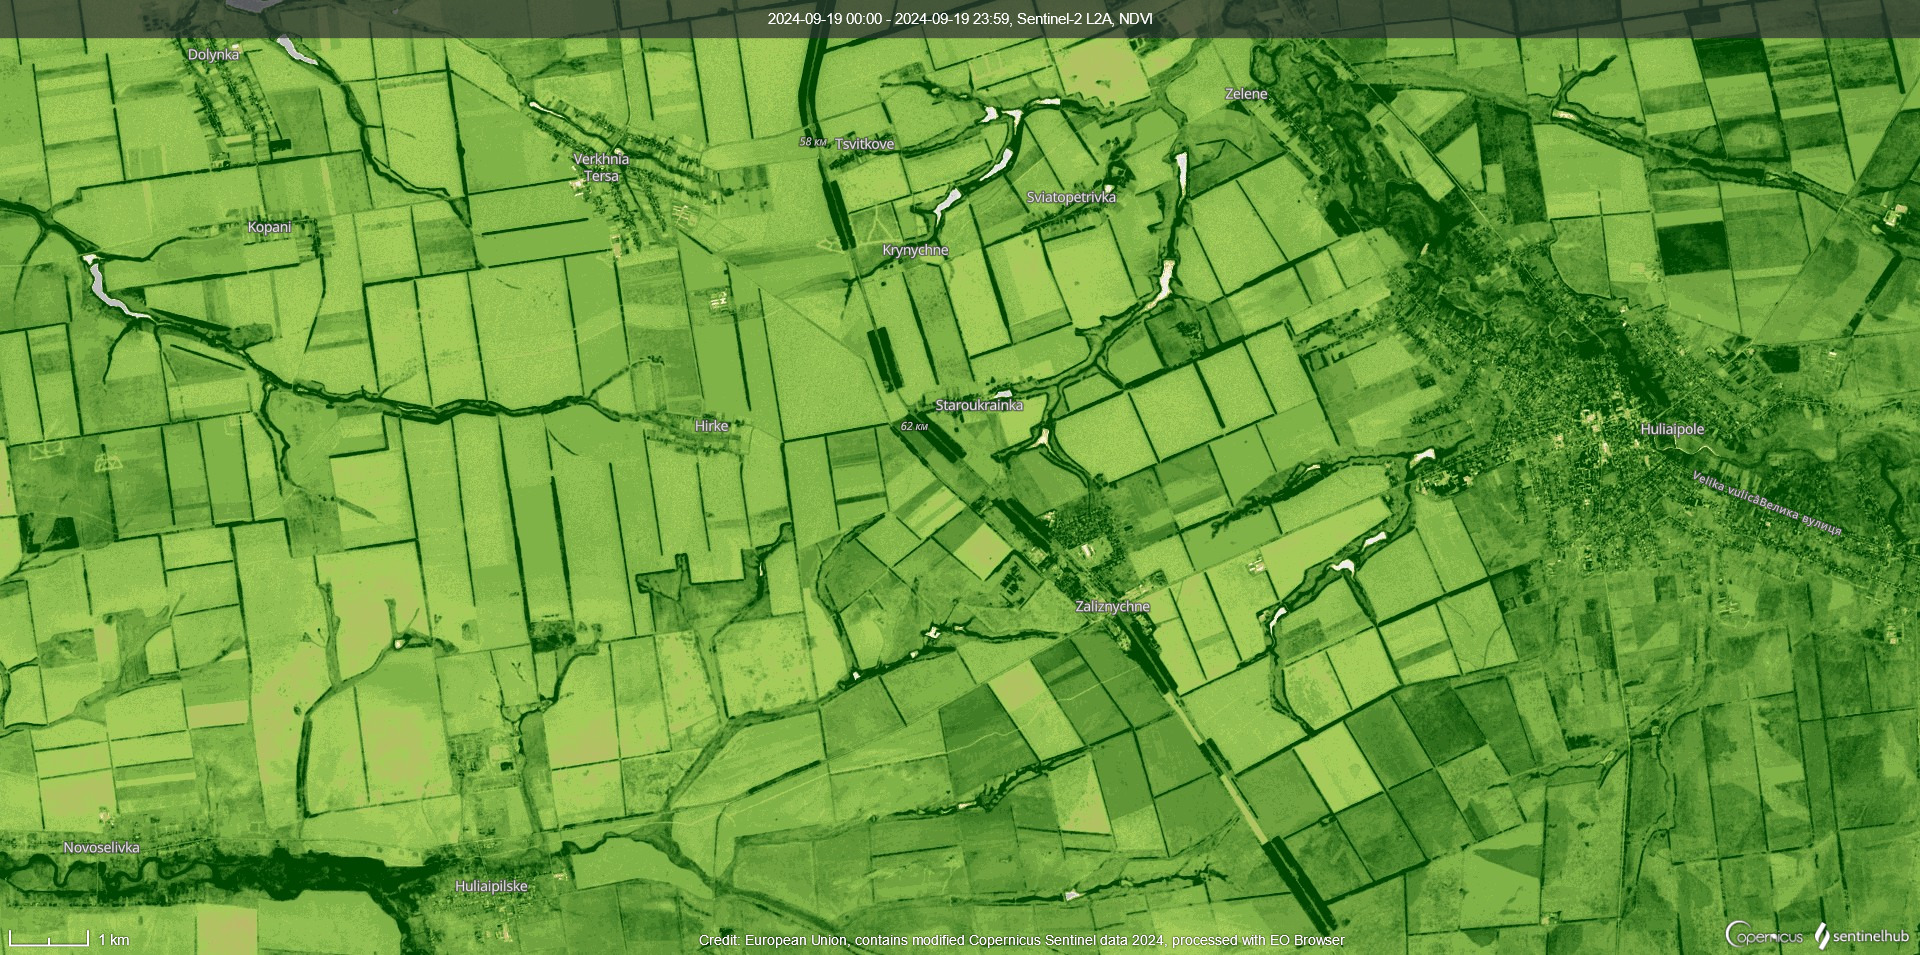 2024-09-19 00:00 - 2024-09-19 23:59, Sentinel-2 L2A, NDVI
Dolynka
Zelene
58 км
Tsvitkove
Verkhnia
Tersa
Sviatopetrivka
Kopani
Krynychne
Staroukrainka
62 км
Hirke
Huliaipole
Velika vulicâВелика вулиця
Zaliznychne
Novoselivka
Huliaipilske
1 km
Credit: European Union, contains modified Copernicus Sentinel data 2024, processed with EO Browser
Copernicus
sentinelhub